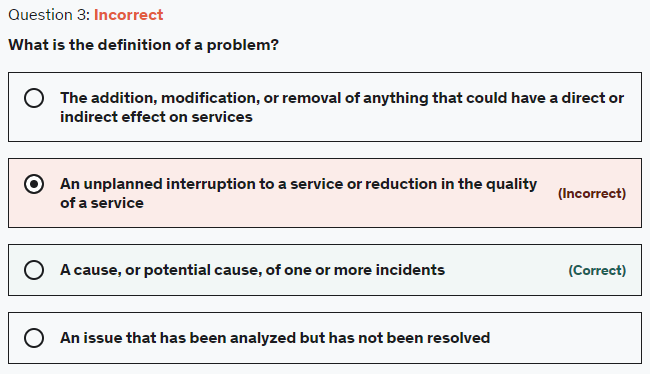 Question 3: Incorrect
What is the definition of a problem?
The addition, modification, or removal of anything that could have a direct or
indirect effect on services
An unplanned interruption to a service or reduction in the quality
of a service
(Incorrect)
A cause, or potential cause, of one or more incidents
(Correct)
An issue that has been analyzed but has not been resolved